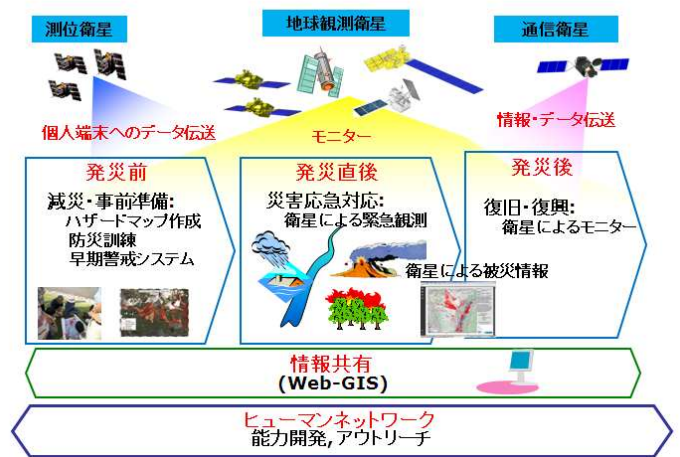 測位衛星
地球観測衛星
通信衛星
個人端末へのデータ伝送
モニター
情報・データ伝送
発災前
減災・事前準備:
ハザードマップ作成
防災訓練
早期警戒システム
発災直後
災害応急対応:
衛星による緊急観測
発災後
復旧・復興:
衛星によるモニター
衛星による被災情報
情報共有
(Web-GIS)
ヒューマンネットワーク
能力開発,アウトリーチ